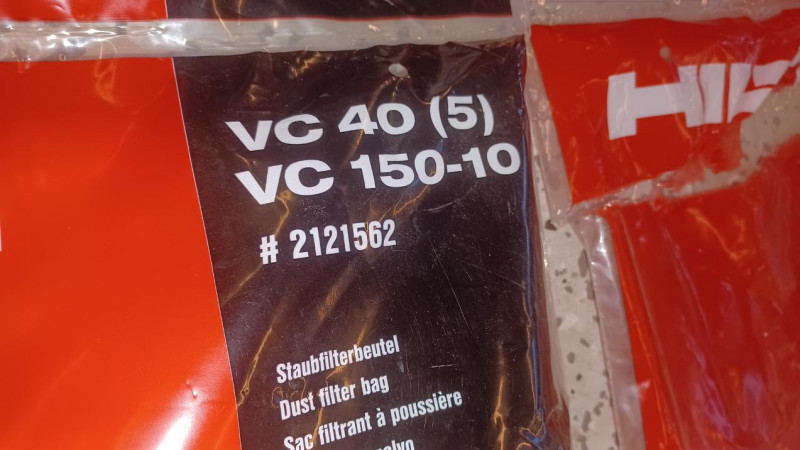 VC 40 (5)
VC 150-10
# 2121562
Staubfilterbeutel
Dust filter bag
Sac filtrant à poussière